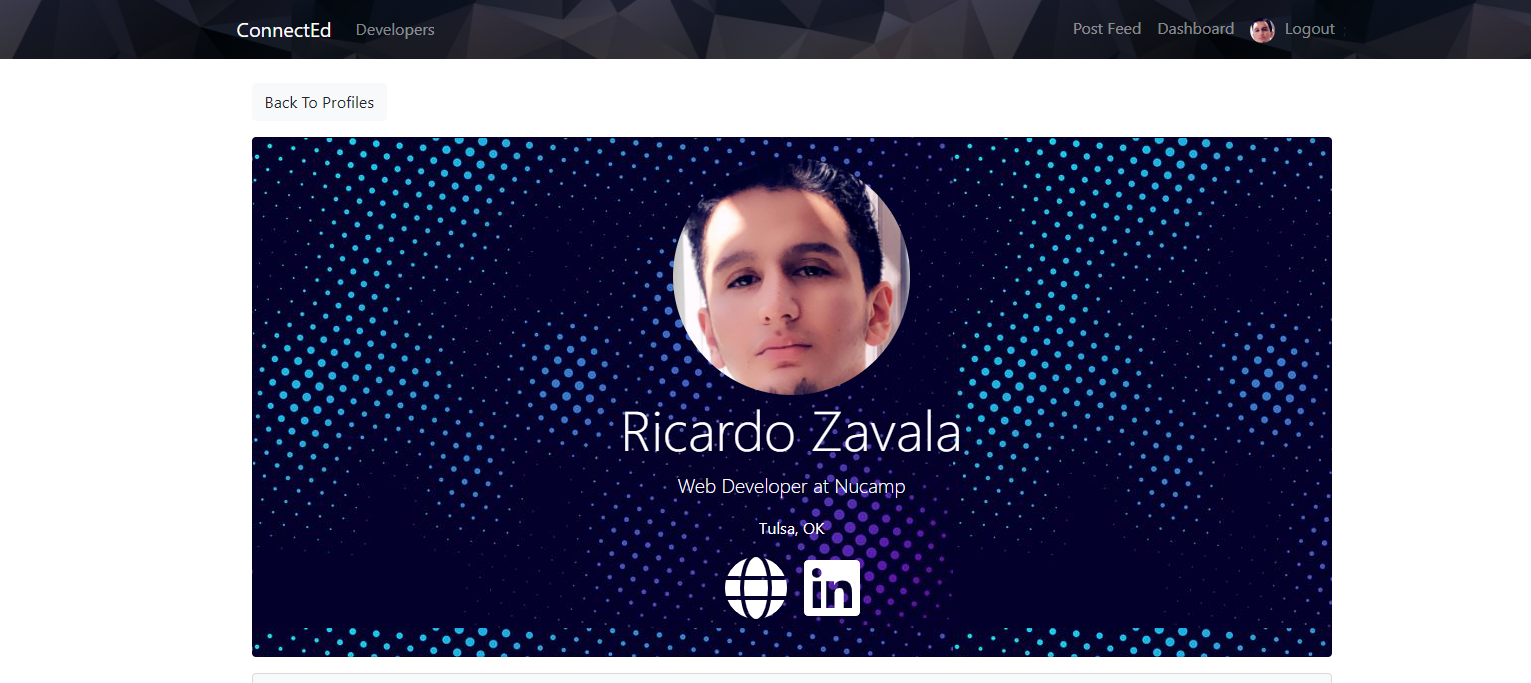 ConnectEd Developers Post Feed Dashboard Logout
Back To Profiles
Ricardo Zavala
Web Developer at Nucamp
Tulsa, OK
in